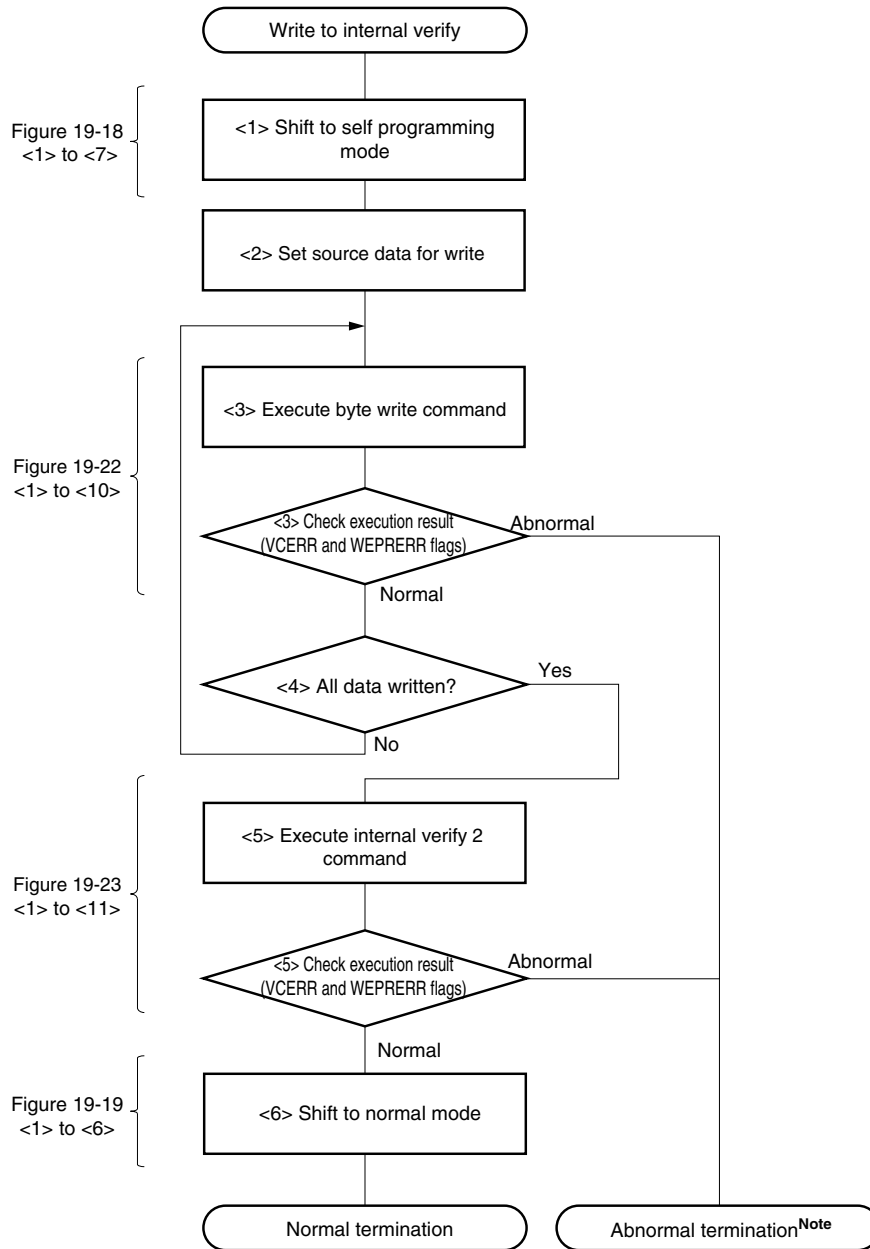 Write to internal verify
Figure 19-18
<1> to <7>
<1> Shift to self programming
mode
<2> Set source data for write
Figure 19-22
<1> to <10>
<3> Execute byte write command
<3> Check execution result
(VCERR and WEPRERR flags)
Abnormal
Normal
<4> All data written?
Yes
No
Figure 19-23
<1> to <11>
<5> Execute internal verify 2
command
<5> Check execution result
(VCERR and WEPRERR flags)
Abnormal
Normal
Figure 19-19
<1> to <6>
<6> Shift to normal mode
Normal termination
Abnormal terminationNote